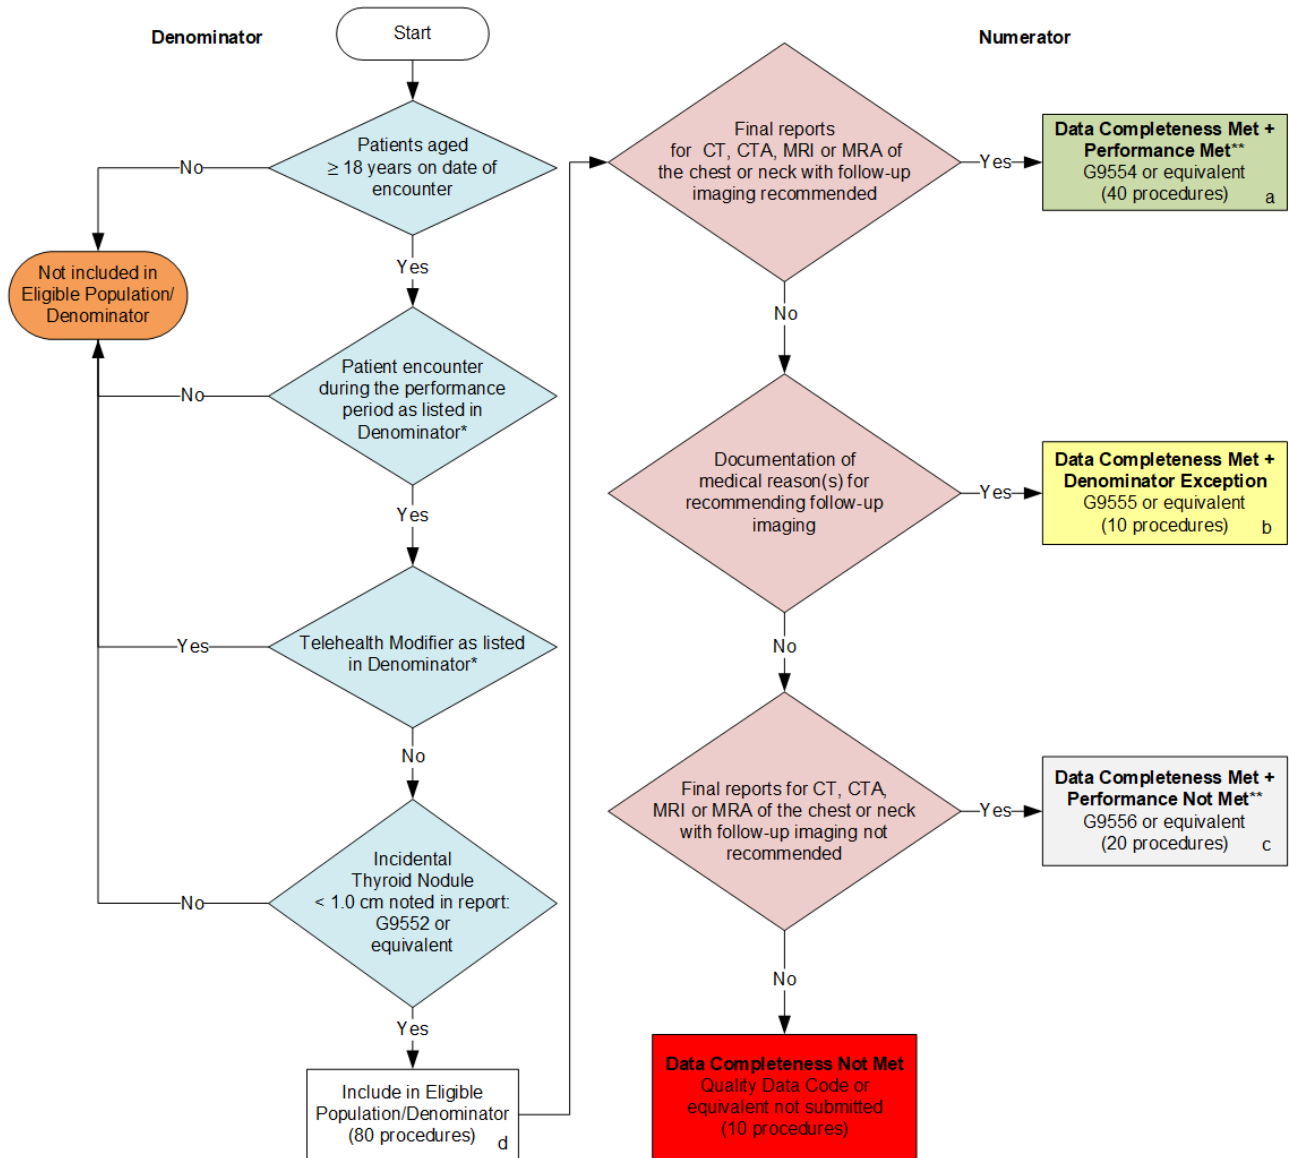 Denominator
Start
Numerator
Patients aged
≥ 18 years on date of
encounter
No
Yes
Not included in
Eligible Population/
Denominator
Patient encounter
during the performance
period as listed in
Denominator*
No
Yes
Telehealth Modifier as listed
in Denominator*
Yes
No
Incidental
Thyroid Nodule
< 1.0 cm noted in report:
G9552 or
equivalent
No
Yes
Include in Eligible
Population/Denominator
(80 procedures)
d
Final reports
for CT, CTA, MRI or MRA of
the chest or neck with follow-up
imaging recommended
Yes
Data Completeness Met +
Performance Met**
G9554 or equivalent
(40 procedures)
a
No
Documentation of
medical reason(s) for
recommending follow-up
imaging
Yes
Data Completeness Met +
Denominator Exception
G9555 or equivalent
(10 procedures)
b
No
Final reports for CT, CTA,
MRI or MRA of the chest or neck
with follow-up imaging not
recommended
Yes
Data Completeness Met +
Performance Not Met**
G9556 or equivalent
(20 procedures)
c
No
Data Completeness Not Met
Quality Data Code or
equivalent not submitted
(10 procedures)